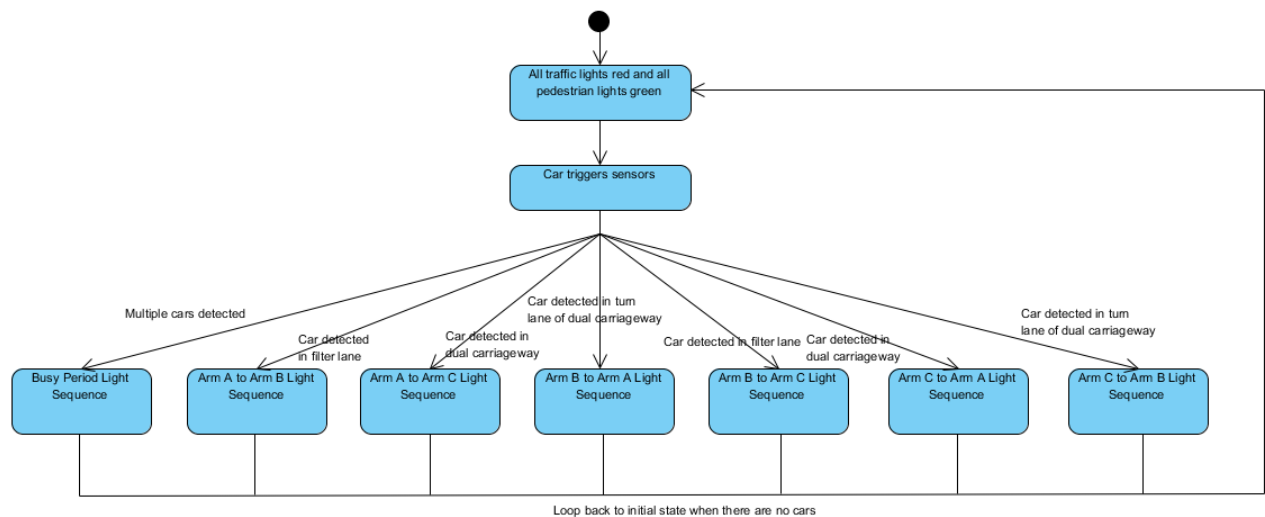 All traffic lights red and all
pedestrian lights green
Car triggers sensors
Multiple cars detected
Car detected
in filter lane
Car detected in
dual carriageway
Car detected in turn
lane of dual carriageway
Car detected in filter lane
Car detected in
dual carriageway
Car detected in turn
lane of dual carriageway
Busy Period Light
Sequence
Arm A to Arm B Light
Sequence
Arm A to Arm C Light
Sequence
Arm B to Arm A Light
Sequence
Arm B to Arm C Light
Sequence
Arm C to Arm A Light
Sequence
Arm C to Arm B Light
Sequence
Loop back to initial state when there are no cars